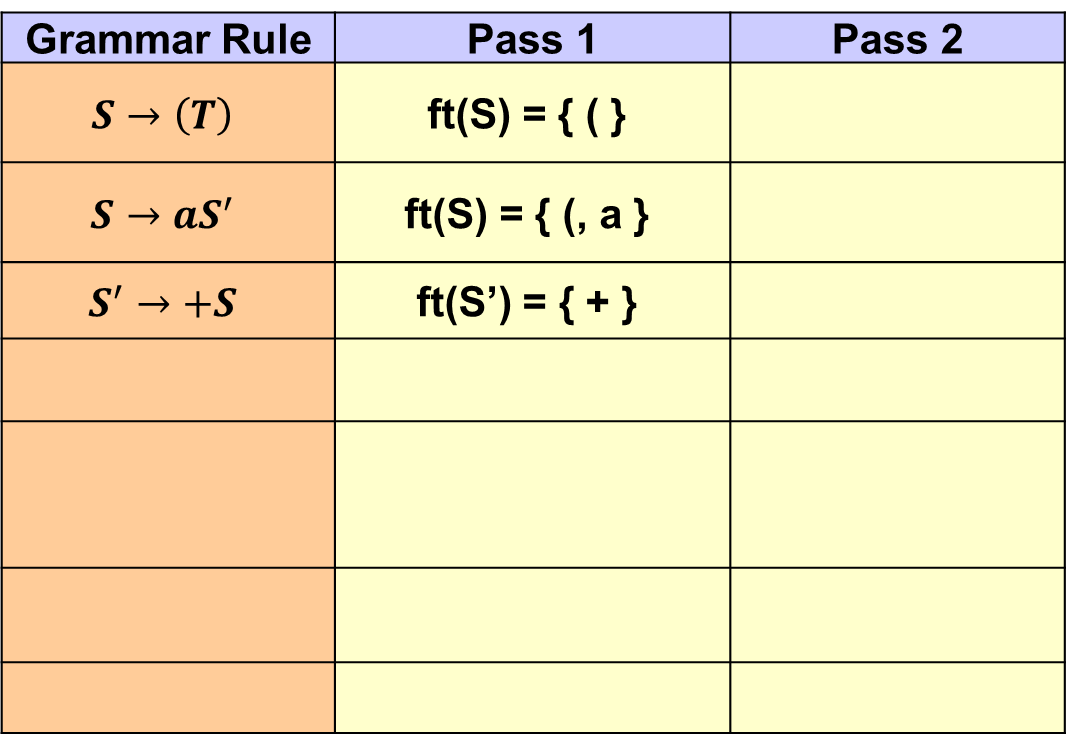 Grammar Rule Pass 1 Pass 2
S → (T) ft(S) = { ( }
S → aS′ ft(S) = { (, a }
S′ → +S ft(S’) = { + }